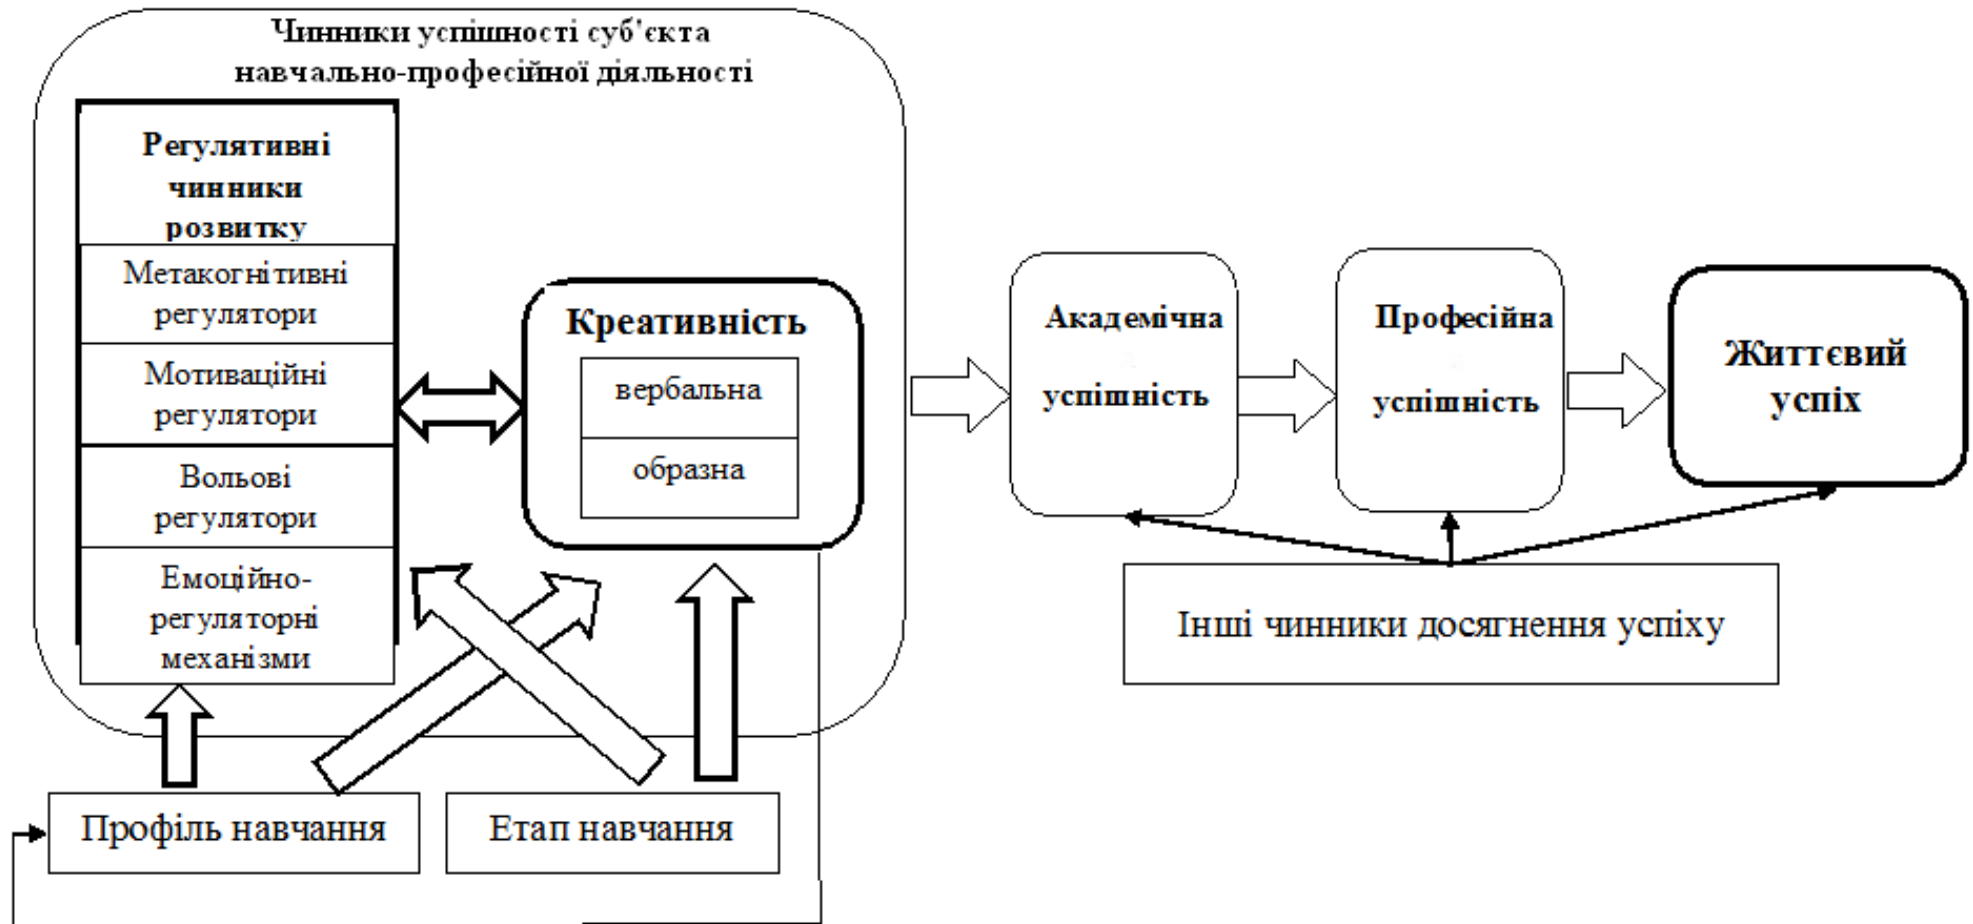 Чинники успішності суб'єкта
навчально-професійної діяльності
Регулятивні
чинники
розвитку
Метакогнітивні
регулятори
Мотиваційні
регулятори
Вольові
регулятори
Емоційно-
регуляторні
механізми
Креативність
вербальна
образна
Академічна
успішність
Професійна
успішність
Життєвий
успіх
Інші чинники досягнення успіху
Профіль навчання
Етап навчання